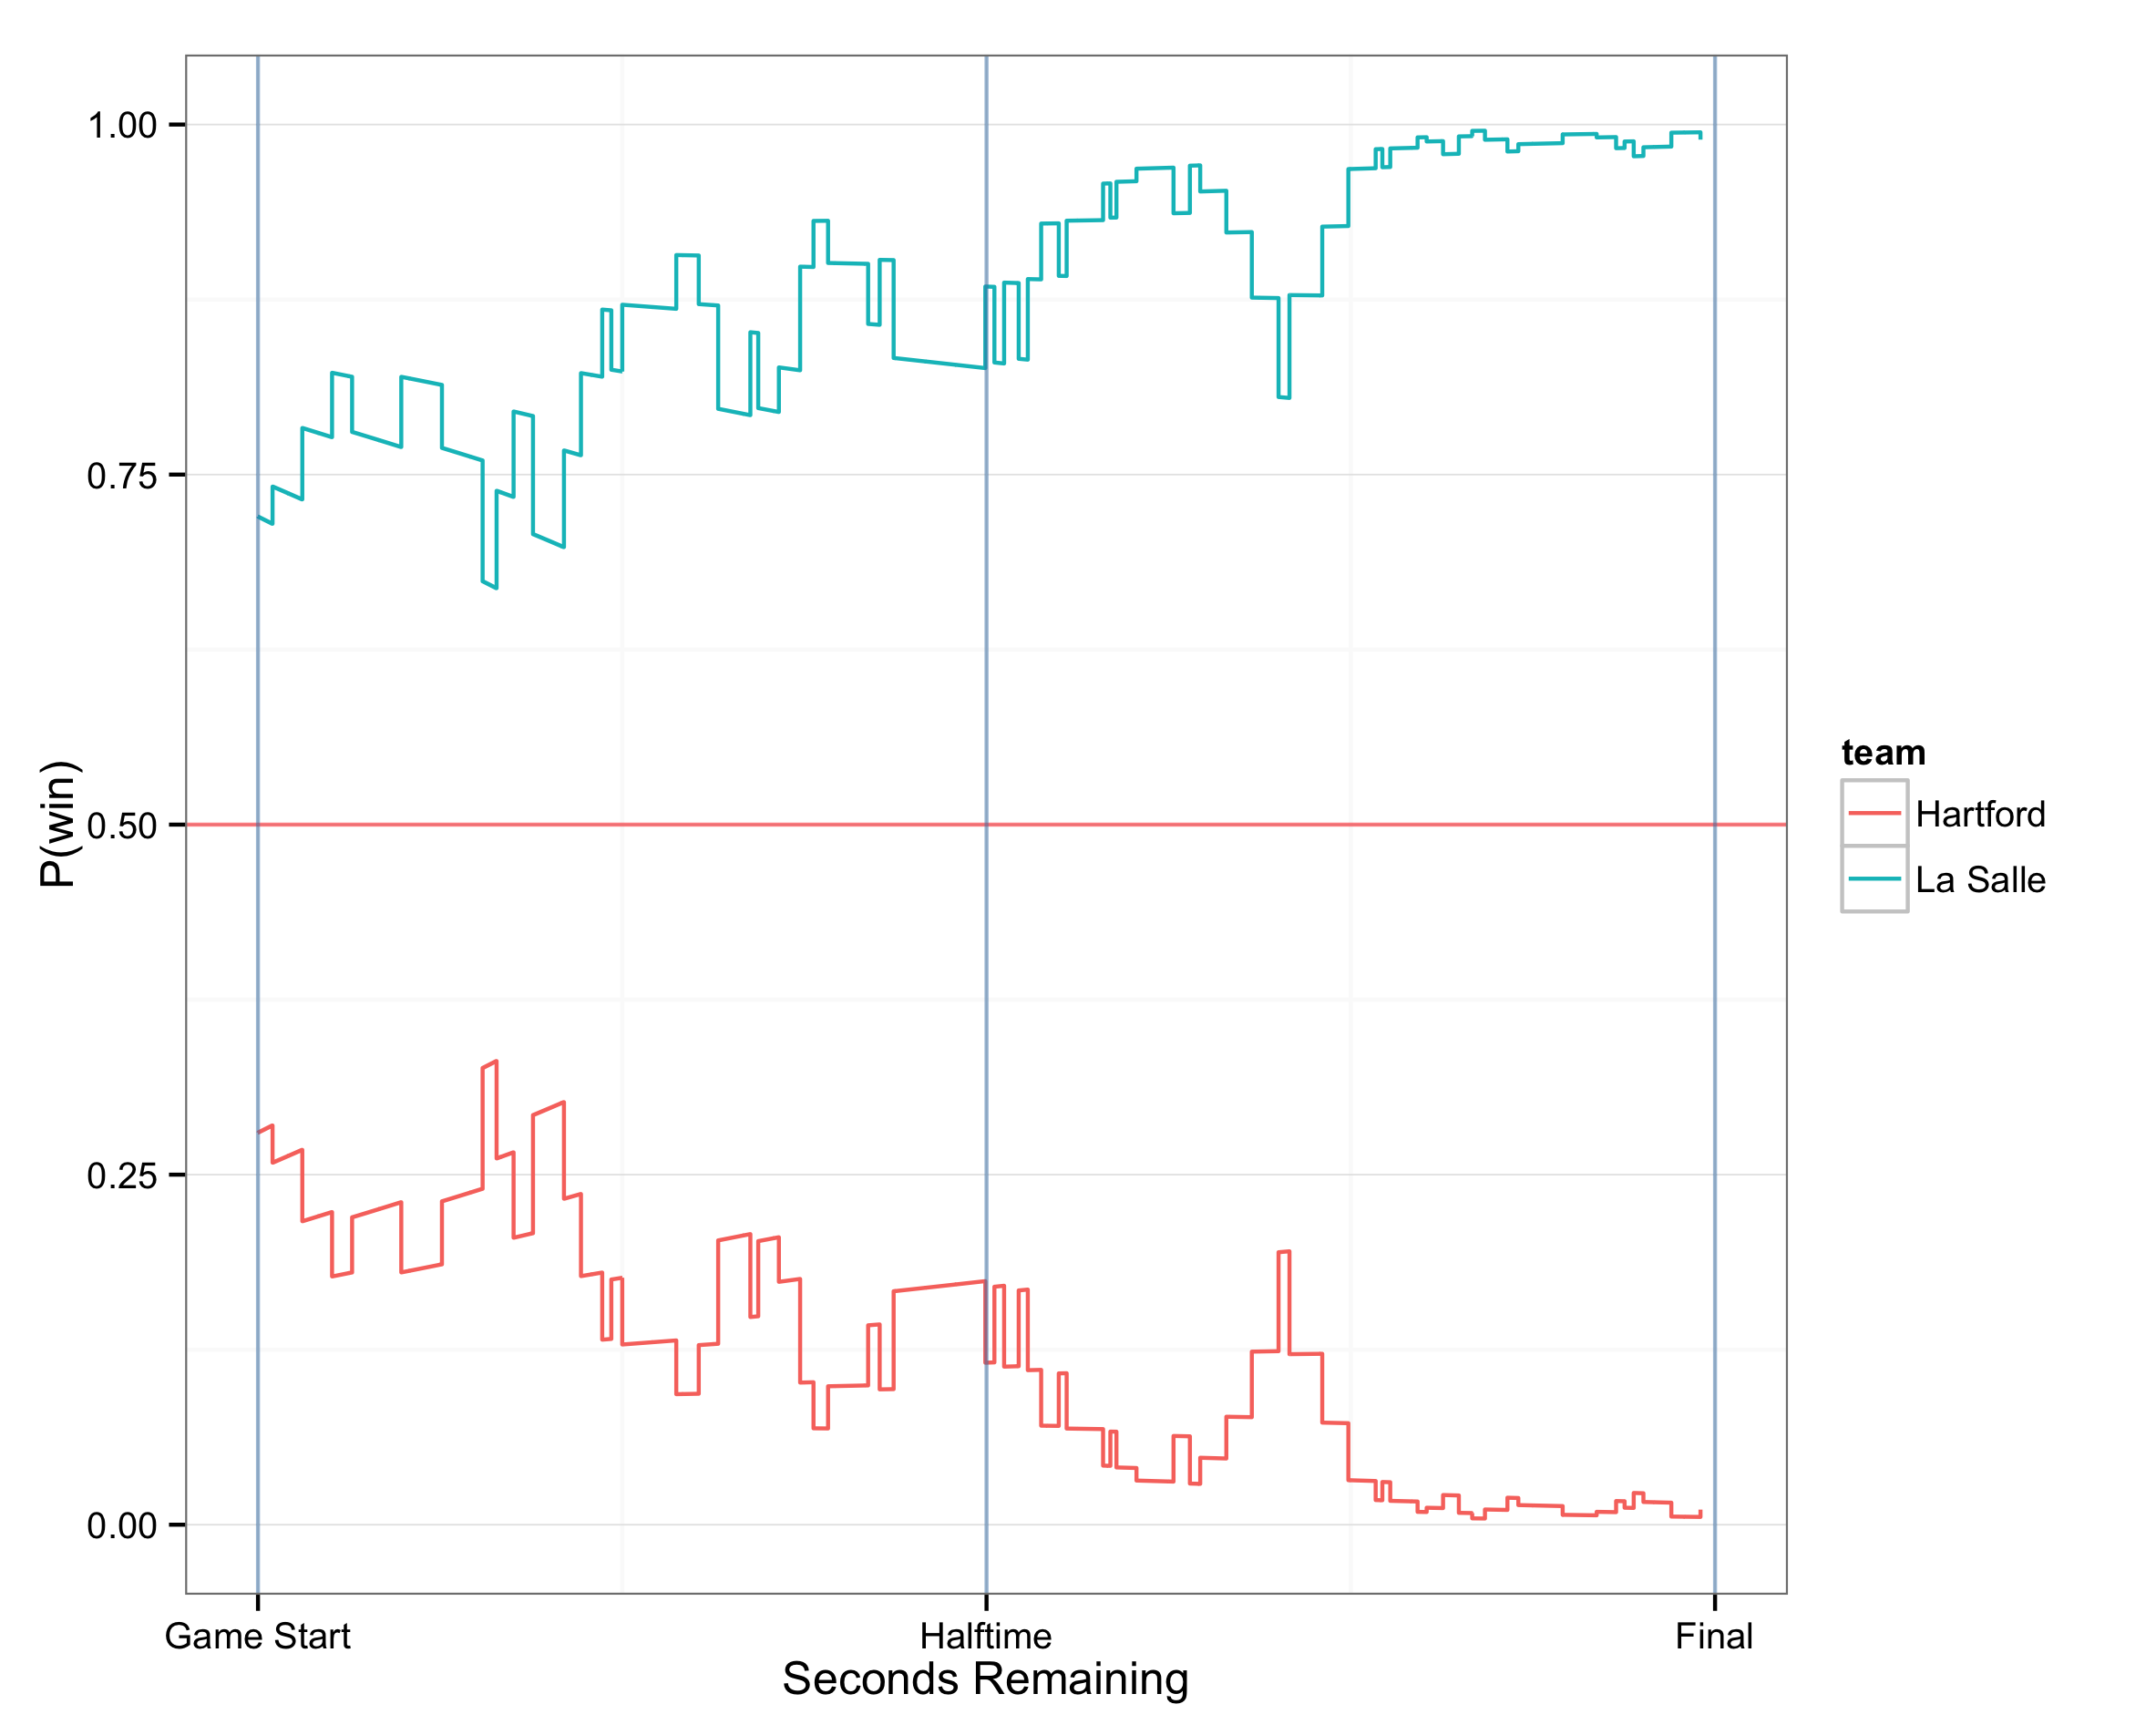 1.00
0.75
0.50
0.25
0.00
P(win)
Game Start
Halftime
Final
Seconds Remaining
team
Hartford
La Salle